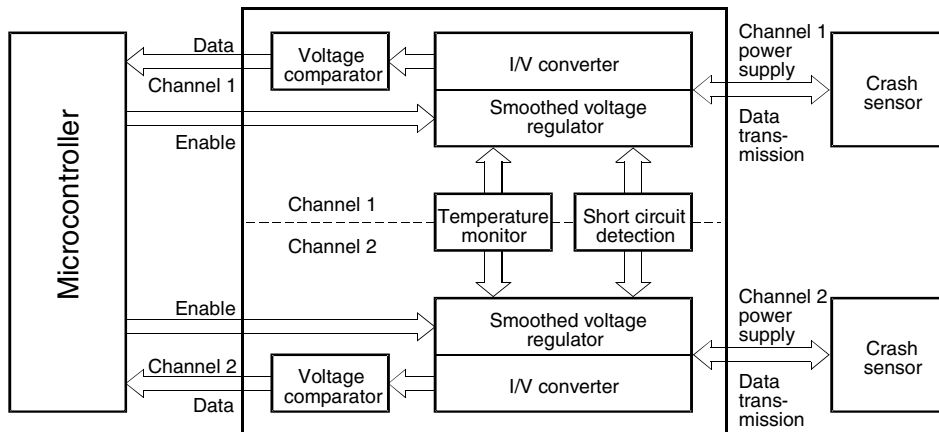 Microcontroller
Data
Channel 1
Enable
Voltage
comparator
I/V converter
Smoothed voltage
regulator
Channel 1
power
supply
Data
trans-
mission
Crash
sensor
Channel 1
Channel 2
Temperature
monitor
Short circuit
detection
Enable
Channel 2
Data
Voltage
comparator
Smoothed voltage
regulator
I/V converter
Channel 2
power
supply
Data
trans-
mission
Crash
sensor